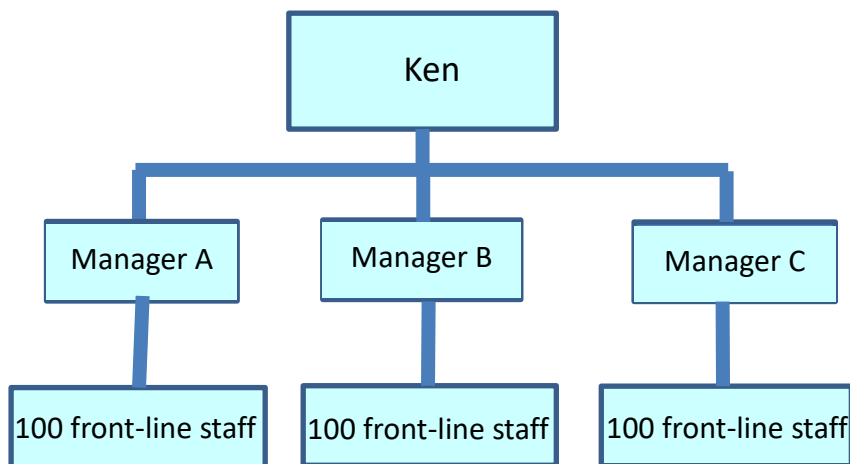 Ken
Manager A
Manager B
Manager C
100 front-line staff
100 front-line staff
100 front-line staff